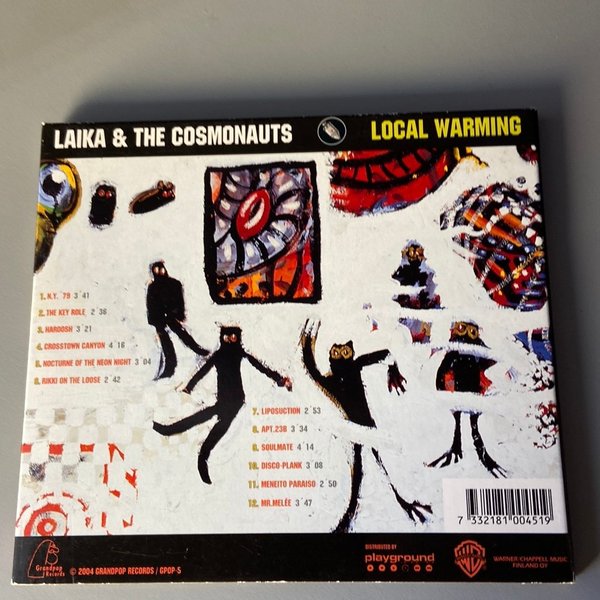 LAIKA & THE COSMONAUTS
LOCAL WARMING
1. N.Y. '79 3´41
2. THE KEY ROLE 2´36
3. HAROOSH 3´21
4. CROSSTOWN CANYON 4´16
5. NOCTURNE OF THE NEON NIGHT 3´04
6. RIKKI ON THE LOOSE 2´42
7. LIPOSUCTION 2´53
8. APT.23B 3´34
9. SOULMATE 4´14
10. DISCO-PLANK 3´08
11. MENEITO PARAISO 2´59
12. MR.MELÉE 3´47
7 332181 004519
Grandpop
Records
© 2004 GRANDPOP RECORDS / GPOP-5
DISTRIBUTED BY
playground
WARNER/CHAPPELL MUSIC
FINLAND OY